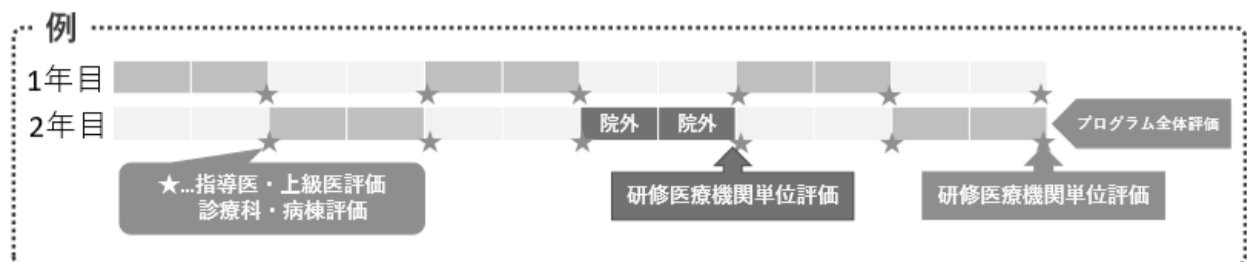 例
1年目
2年目
院外 院外
プログラム全体評価
★…指導医・上級医評価
診療科・病棟評価
研修医療機関単位評価
研修医療機関単位評価